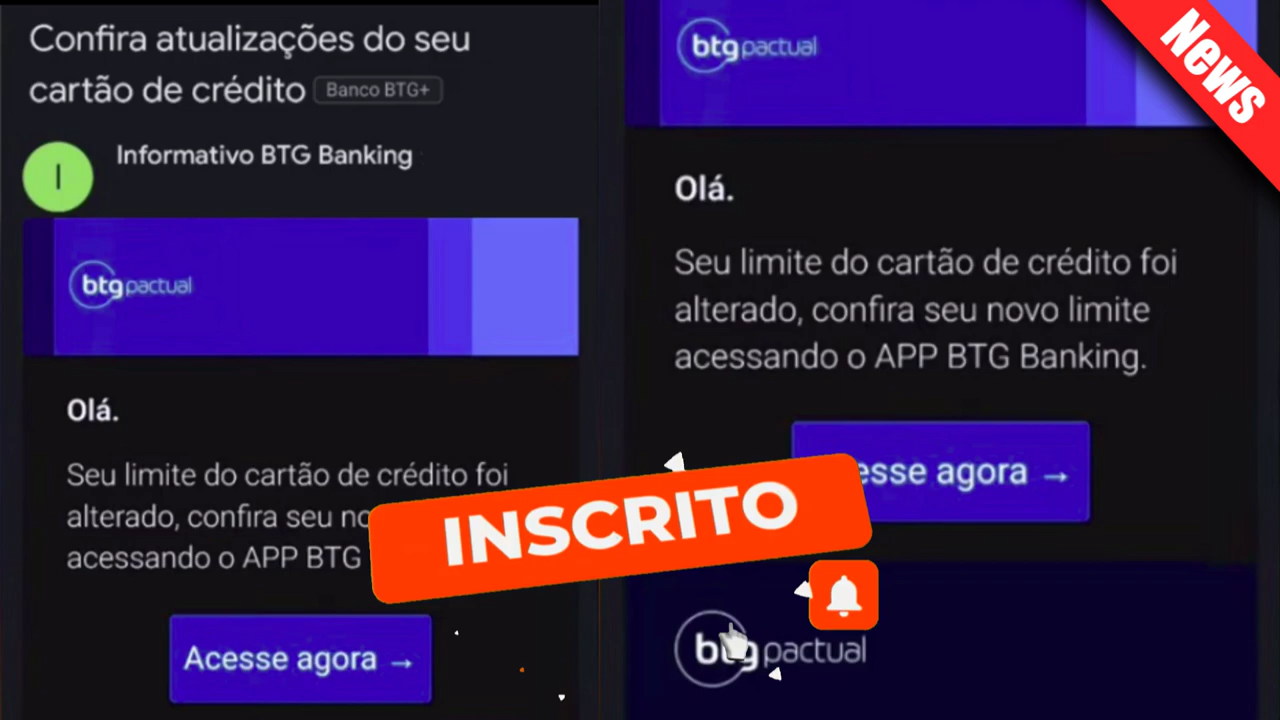 Confira atualizações do seu
cartão de crédito Banco BTG+
I
Informativo BTG Banking
btg pactual
Olá.
Seu limite do cartão de crédito foi
alterado, confira seu no
acessando o APP BTG
Acesse agora →
btg pactual
Olá.
Seu limite do cartão de crédito foi
alterado, confira seu novo limite
acessando o APP BTG Banking.
esse agora →
btg pactual
INSCRITO
News